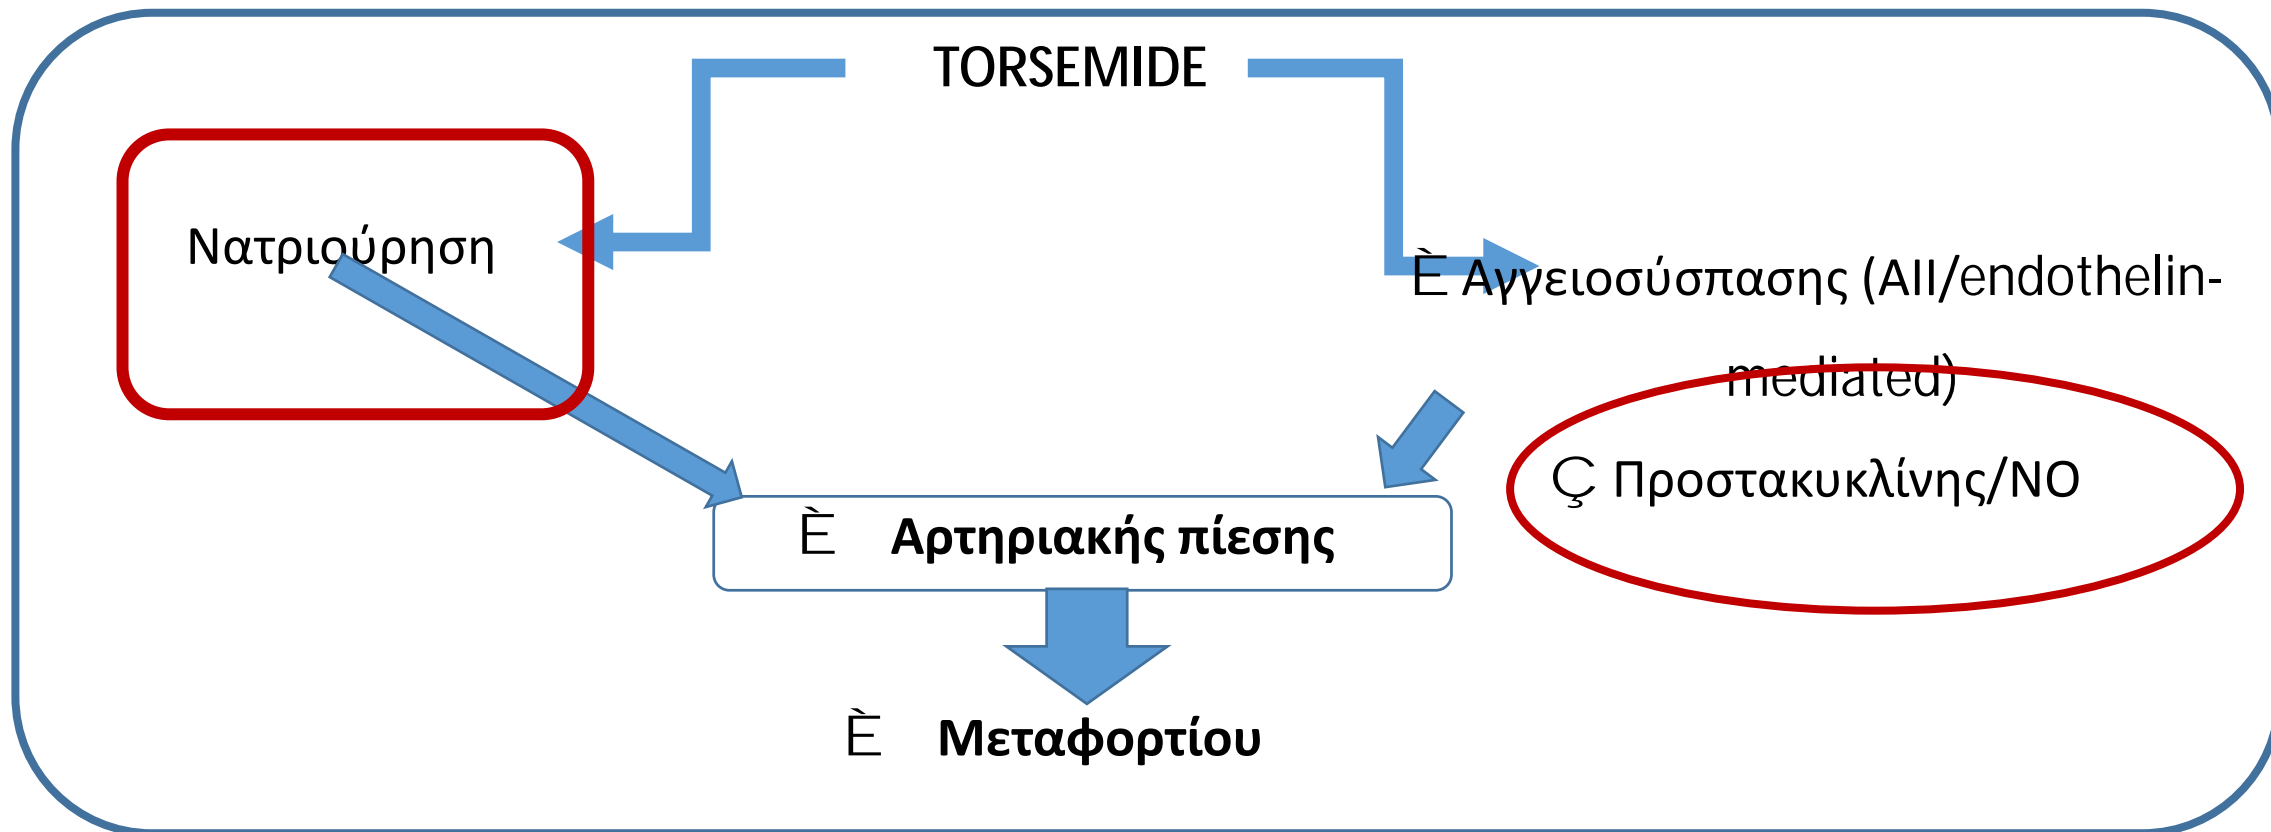 TORSEMIDE
Νατριούρηση
È Αγγειοσύσπασης (AII/endothelin-
mediated)
Ç Προστακυκλίνης/NO
È Αρτηριακής πίεσης
È Μεταφορτίου